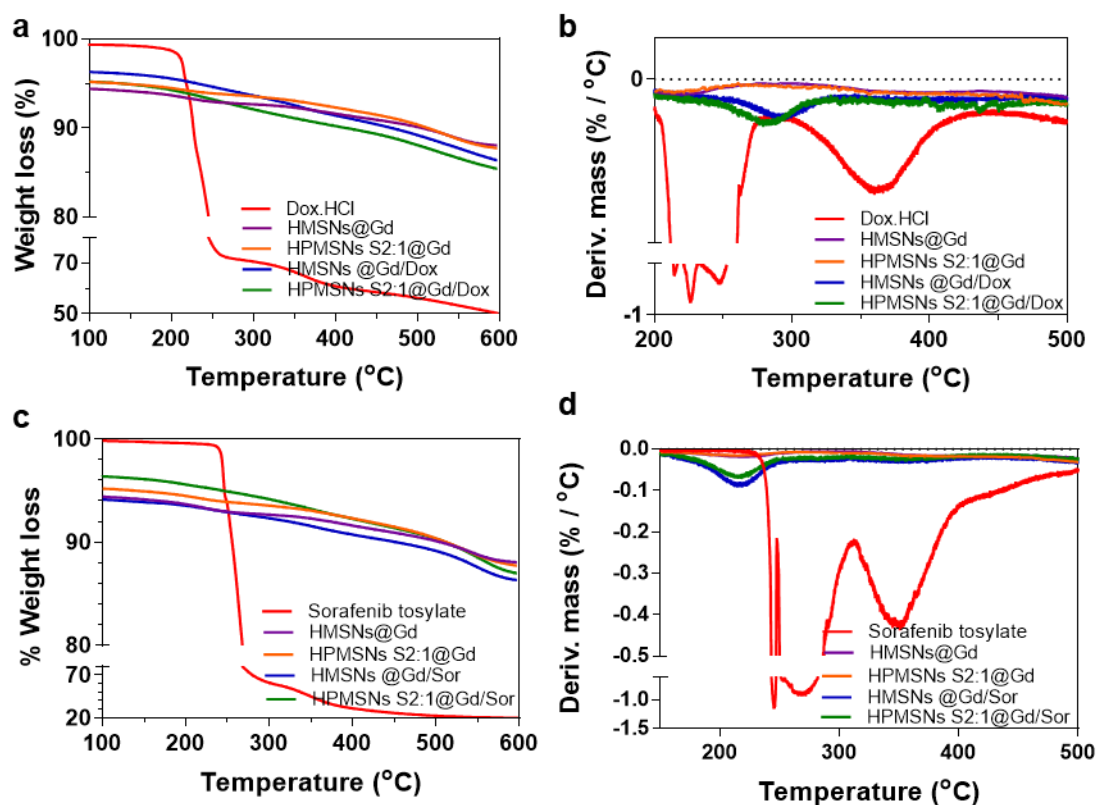 a
100
90
80
70
60
50
Weight loss (%)
Dox.HCl
HMSNs@Gd
HPMSNs S2:1@Gd
HMSNs @Gd/Dox
HPMSNs S2:1@Gd/Dox
100 200 300 400 500 600
Temperature (°C)
b
0
-1
Deriv. mass (% / °C)
Dox.HCl
HMSNs@Gd
HPMSNs S2:1@Gd
HMSNs @Gd/Dox
HPMSNs S2:1@Gd/Dox
200 300 400 500
Temperature (°C)
c
100
90
80
70
20
% Weight loss
Sorafenib tosylate
HMSNs@Gd
HPMSNs S2:1@Gd
HMSNs @Gd/Sor
HPMSNs S2:1@Gd/Sor
100 200 300 400 500 600
Temperature (°C)
d
0.0
-0.1
-0.2
-0.3
-0.4
-0.5
-1.0
-1.5
Deriv. mass (% / °C)
Sorafenib tosylate
HMSNs@Gd
HPMSNs S2:1@Gd
HMSNs @Gd/Sor
HPMSNs S2:1@Gd/Sor
200 300 400 500
Temperature (°C)